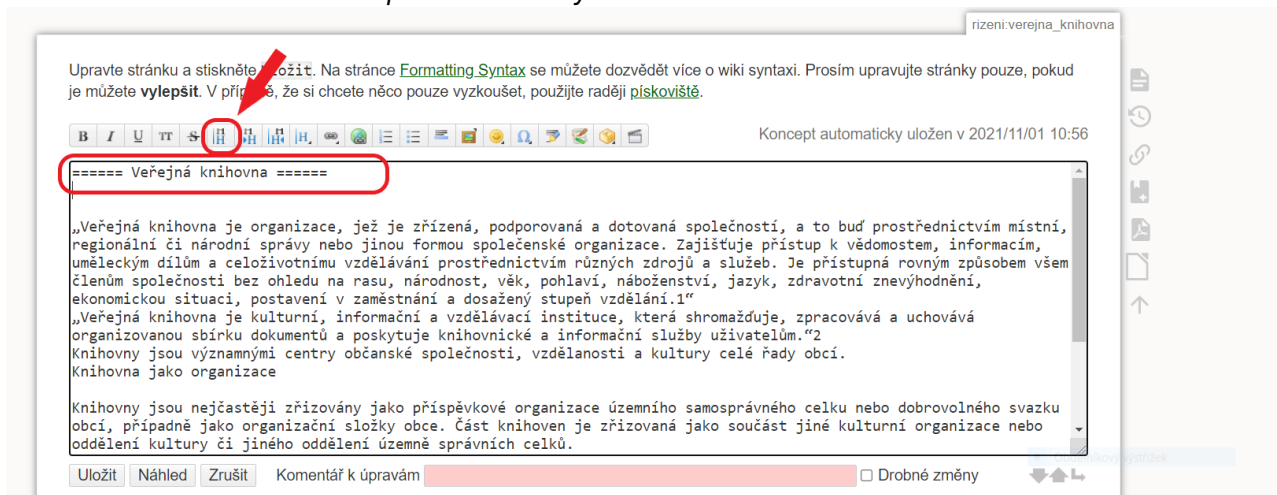 rizeni:verejna_knihovna
Upravte stránku a stiskněte Uložit. Na stránce Formatting Syntax se můžete dozvědět více o wiki syntaxi. Prosím upravujte stránky pouze, pokud
je můžete vylepšit. V případě, že si chcete něco pouze vyzkoušet, použijte raději pískoviště.
Koncept automaticky uložen v 2021/11/01 10:56
====== Veřejná knihovna ======
„Veřejná knihovna je organizace, jež je zřízená, podporovaná a dotovaná společností, a to buď prostřednictvím místní,
regionální či národní správy nebo jinou formou společenské organizace. Zajišťuje přístup k vědomostem, informacím,
uměleckým dílům a celoživotnímu vzdělávání prostřednictvím různých zdrojů a služeb. Je přístupná rovným způsobem všem
členům společnosti bez ohledu na rasu, národnost, věk, pohlaví, náboženství, jazyk, zdravotní znevýhodnění,
ekonomickou situaci, postavení v zaměstnání a dosažený stupeň vzdělání.1“
„Veřejná knihovna je kulturní, informační a vzdělávací instituce, která shromažďuje, zpracovává a uchovává
organizovanou sbírku dokumentů a poskytuje knihovnické a informační služby uživatelům.“2
Knihovny jsou významnými centry občanské společnosti, vzdělanosti a kultury celé řady obcí.
Knihovna jako organizace
Knihovny jsou nejčastěji zřizovány jako příspěvkové organizace územního samosprávného celku nebo dobrovolného svazku
obcí, případně jako organizační složky obce. Část knihoven je zřizovaná jako součást jiné kulturní organizace nebo
oddělení kultury či jiného oddělení územně správních celků.
Uložit Náhled Zrušit Komentář k úpravám Drobné změny